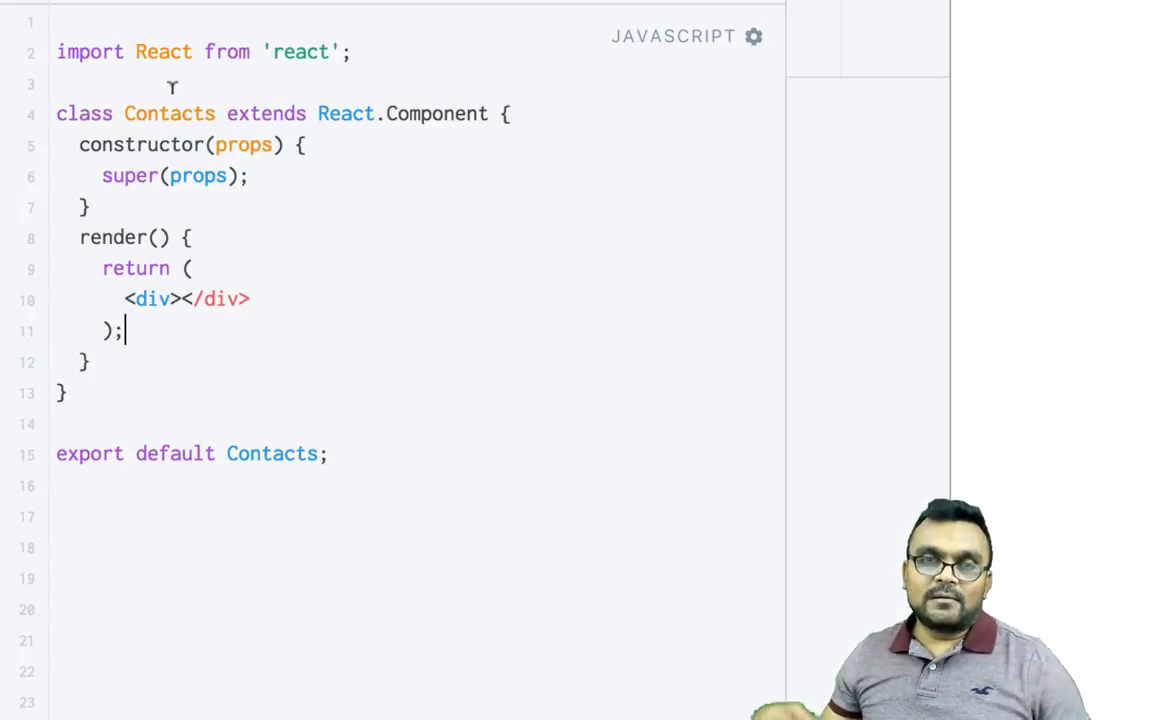 JAVASCRIPT
1
2 import React from 'react';
3
4 class Contacts extends React.Component {
5 constructor(props) {
6 super(props);
7 }
8 render() {
9 return (
10 <div></div>
11 );
12 }
13 }
14
15 export default Contacts;
16
17
18
19
20
21
22
23